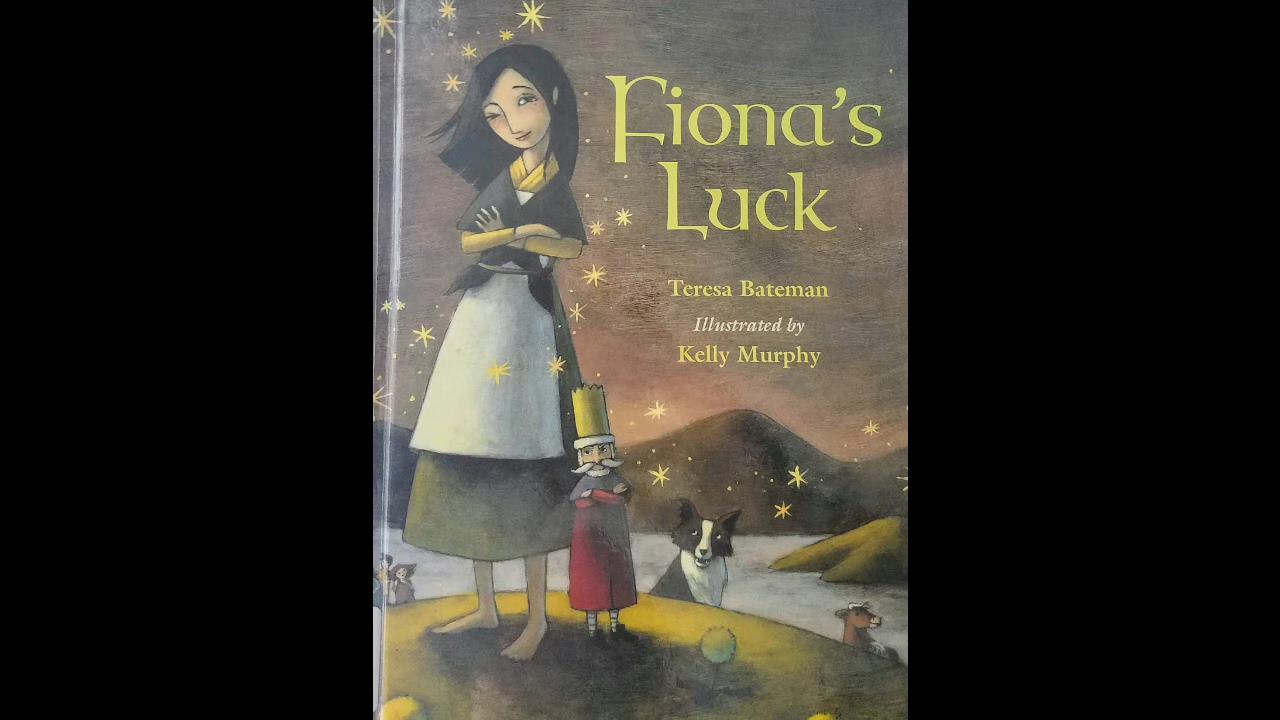 Fiona's
Luck
Teresa Bateman
Illustrated by
Kelly Murphy